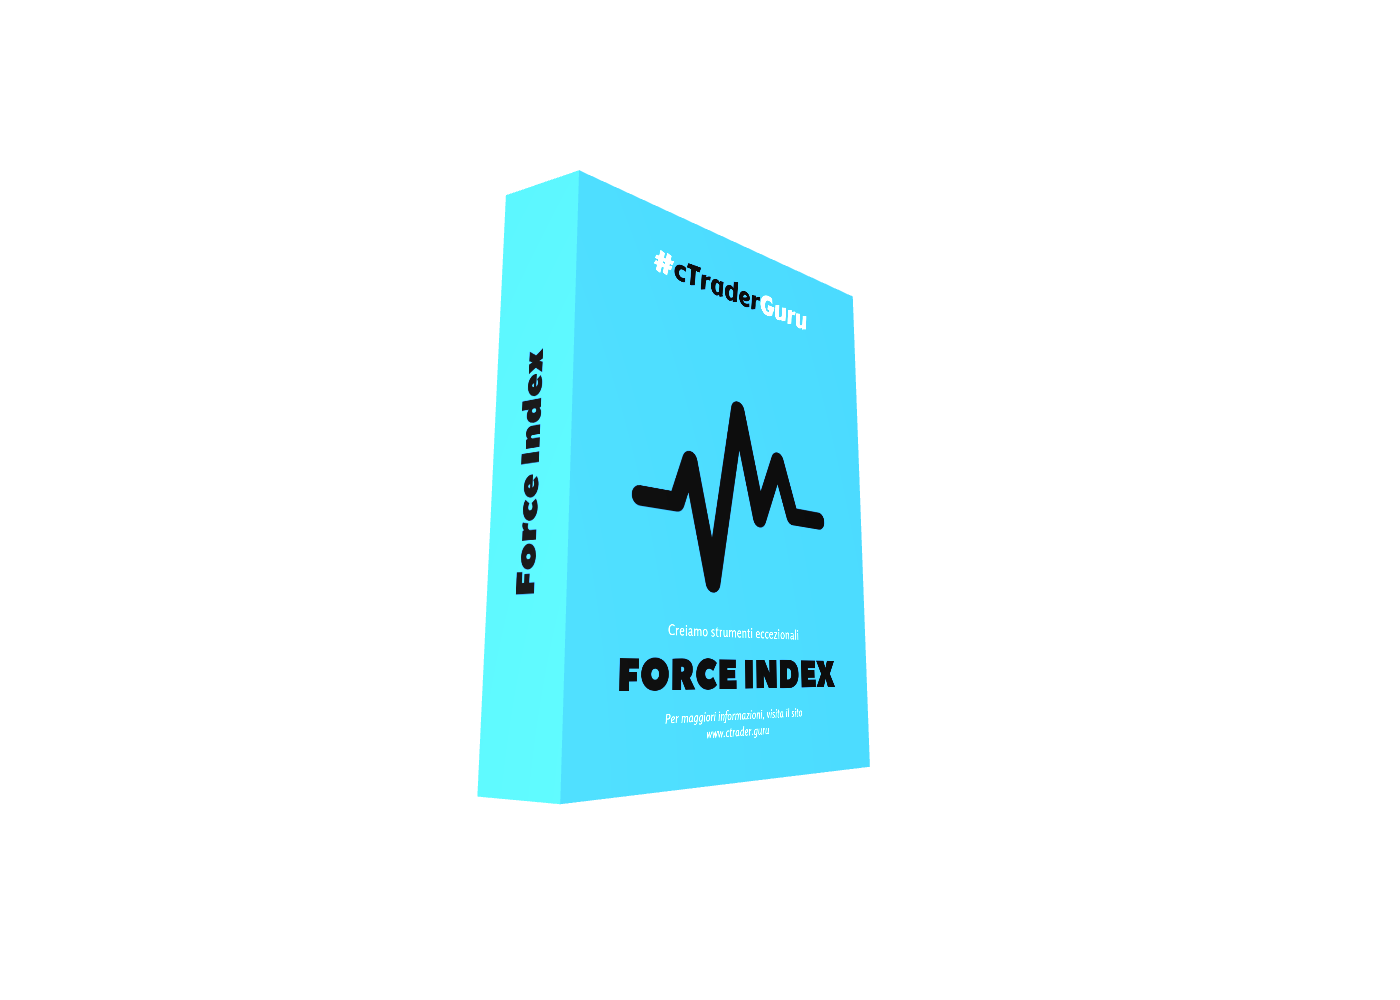 Force Index
#cTraderGuru
Creiamo strumenti eccezionali
FORCE INDEX
Per maggiori informazioni, visita il sito
www.ctrader.guru